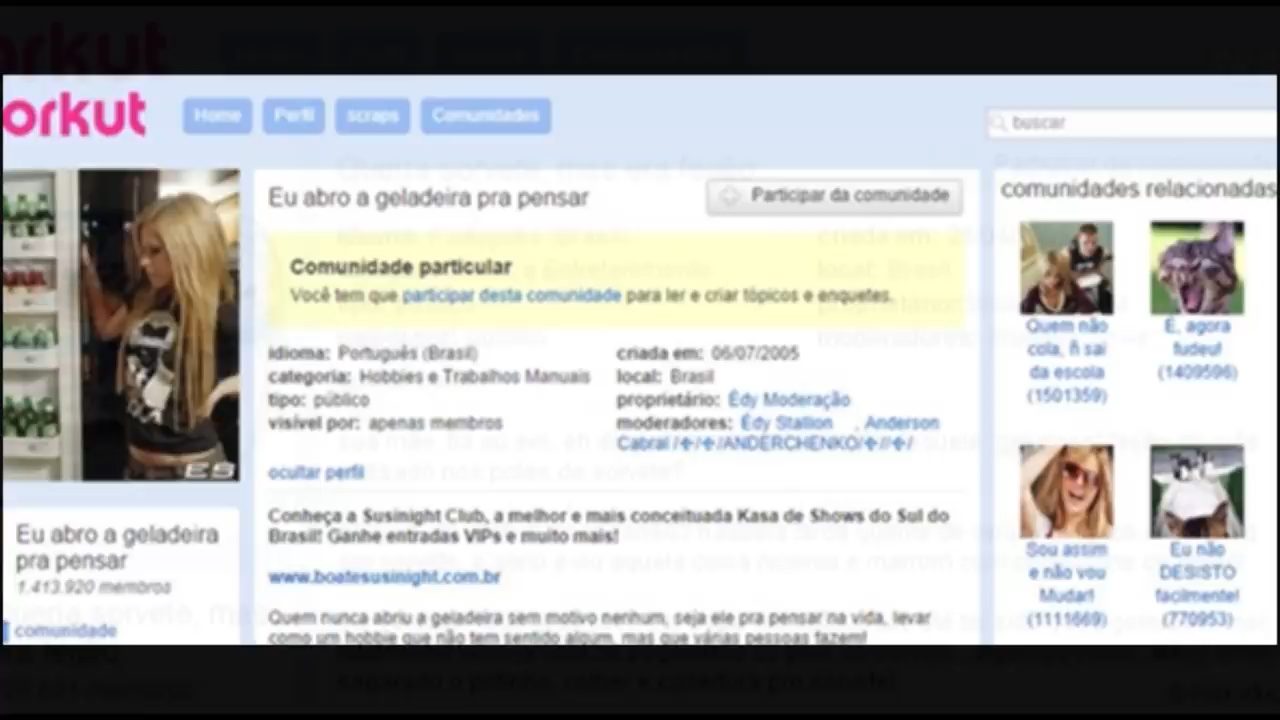 orkut
Home Perfil scraps Comunidades
buscar
Eu abro a geladeira pra pensar
Participar da comunidade
Comunidade particular
Você tem que participar desta comunidade para ler e criar tópicos e enquetes.
idioma: Português (Brasil)
categoria: Hobbies e Trabalhos Manuais
tipo: público
visível por: apenas membros
criada em: 06/07/2005
local: Brasil
proprietário: Édy Moderação
moderadores: Édy Stallion , Anderson
Cabral /ANDERCHENKO/
ocultar perfil
Conheça a Susinight Club, a melhor e mais conceituada Kasa de Shows do Sul do
Brasil! Ganhe entradas VIPs e muito mais!
www.boatesusinight.com.br
Quem nunca abriu a geladeira sem motivo nenhum, seja ele pra pensar na vida, levar
como um hobbie que não tem sentido algum, mas que várias pessoas fazem!
Eu abro a geladeira
pra pensar
1.413.920 membros
comunidade
comunidades relacionadas
Quem não
cola, ñ sai
da escola
(1501359)
É, agora
fudeu!
(1409596)
Sou assim
e não vou
Mudar!
(1111669)
Eu não
DESISTO
facilmente!
(770953)